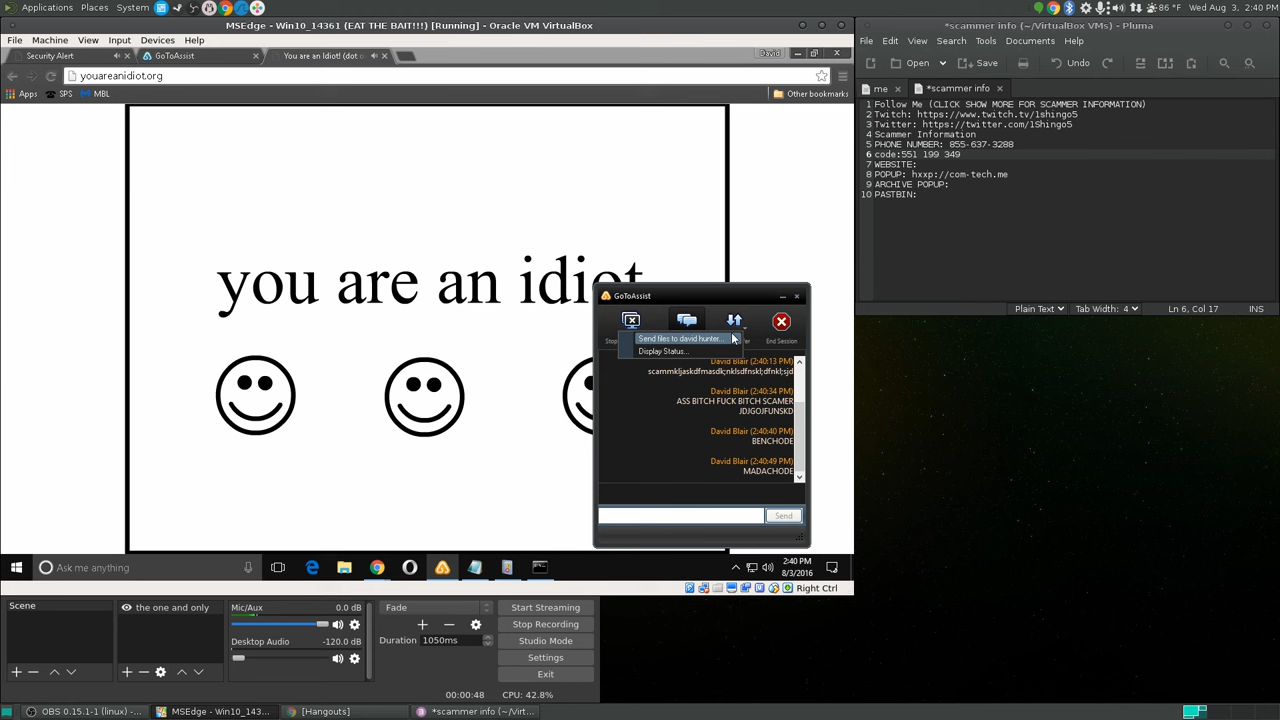 Applications Places System 86 °F Wed Aug 3, 2:40 PM
MSEdge - Win10_14361 (EAT THE BAIT!!!) [Running] - Oracle VM VirtualBox
File Machine View Input Devices Help
Security Alert GoToAssist You are an Idiot! (dot o David
youareanidiot.org
Apps SPS MBL Other bookmarks
you are an idiot
GoToAssist
Stop End Session
Send files to david hunter...
Display Status...
David Blair (2:40:13 PM)
scammkljaskdfmasdk;nklsdfnskl;dfnkl;sjd
David Blair (2:40:34 PM)
ASS BITCH FUCK BITCH SCAMER
JDJGOJFUNSKD
David Blair (2:40:40 PM)
BENCHODE
David Blair (2:40:49 PM)
MADACHODE
Send
Ask me anything
2:40 PM
8/3/2016
Right Ctrl
*scammer info (~/VirtualBox VMs) - Pluma
File Edit View Search Tools Documents Help
Open Save Undo
me *scammer info
1 Follow Me (CLICK SHOW MORE FOR SCAMMER INFORMATION)
2 Twitch: https://www.twitch.tv/1shingo5
3 Twitter: https://twitter.com/1Shingo5
4 Scammer Information
5 PHONE NUMBER: 855-637-3288
6 code:551 199 349
7 WEBSITE:
8 POPUP: hxxp://com-tech.me
9 ARCHIVE POPUP:
10 PASTBIN:
Plain Text Tab Width: 4 Ln 6, Col 17 INS
Scene
the one and only
Mic/Aux 0.0 dB
Desktop Audio -120.0 dB
Fade
Duration 1050ms
Start Streaming
Stop Recording
Studio Mode
Settings
Exit
00:00:48 CPU: 42.8%
OBS 0.15.1-1 (linux) -... MSEdge - Win10_143... [Hangouts] *scammer info (~/Virt...